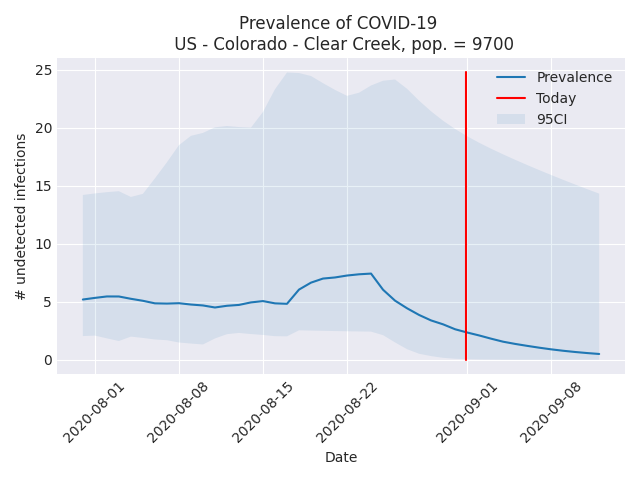 Prevalence of COVID-19
US - Colorado - Clear Creek, pop. = 9700
# undetected infections
25
20
15
10
5
0
Prevalence
Today
95CI
2020-08-01
2020-08-08
2020-08-15
2020-08-22
2020-09-01
2020-09-08
Date